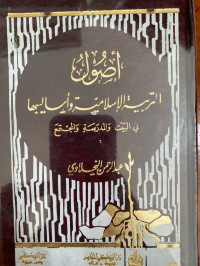 أصول
التربية الإسلامية وأساليبها
في البيت والمدرسة والمجتمع
عبد الرحمن النحلاوي